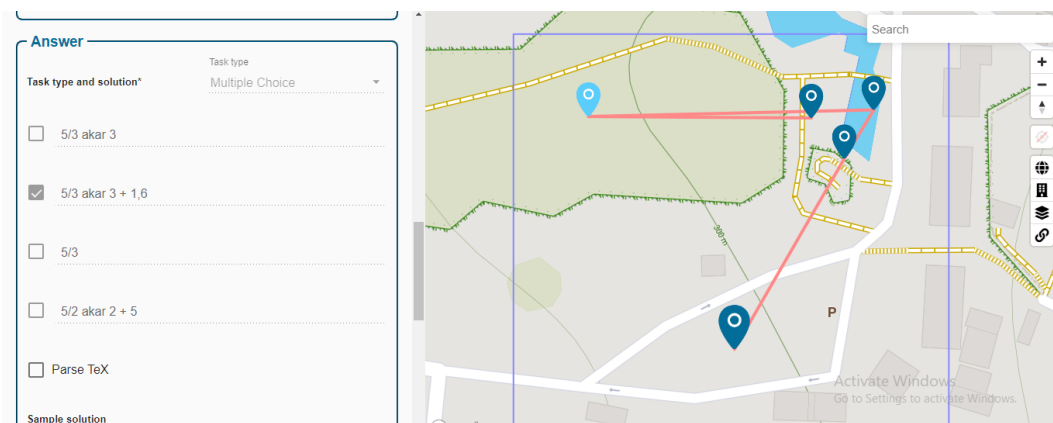 Answer
Task type
Task type and solution*
Multiple Choice
5/3 akar 3
5/3 akar 3 + 1,6
5/3
5/2 akar 2 + 5
Parse TeX
Sample solution
Search
300 m
P
Activate Windows
Go to Settings to activate Windows.